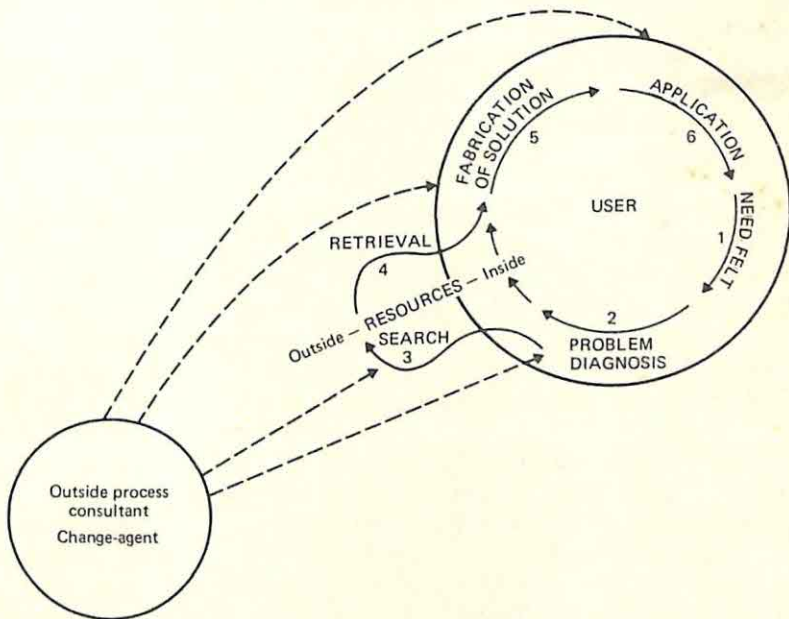 FABRICATION
OF SOLUTION
5
APPLICATION
6
USER
NEED FELT
1
2
PROBLEM
DIAGNOSIS
RETRIEVAL
4
Outside — RESOURCES — Inside
SEARCH
3
Outside process
consultant
Change-agent